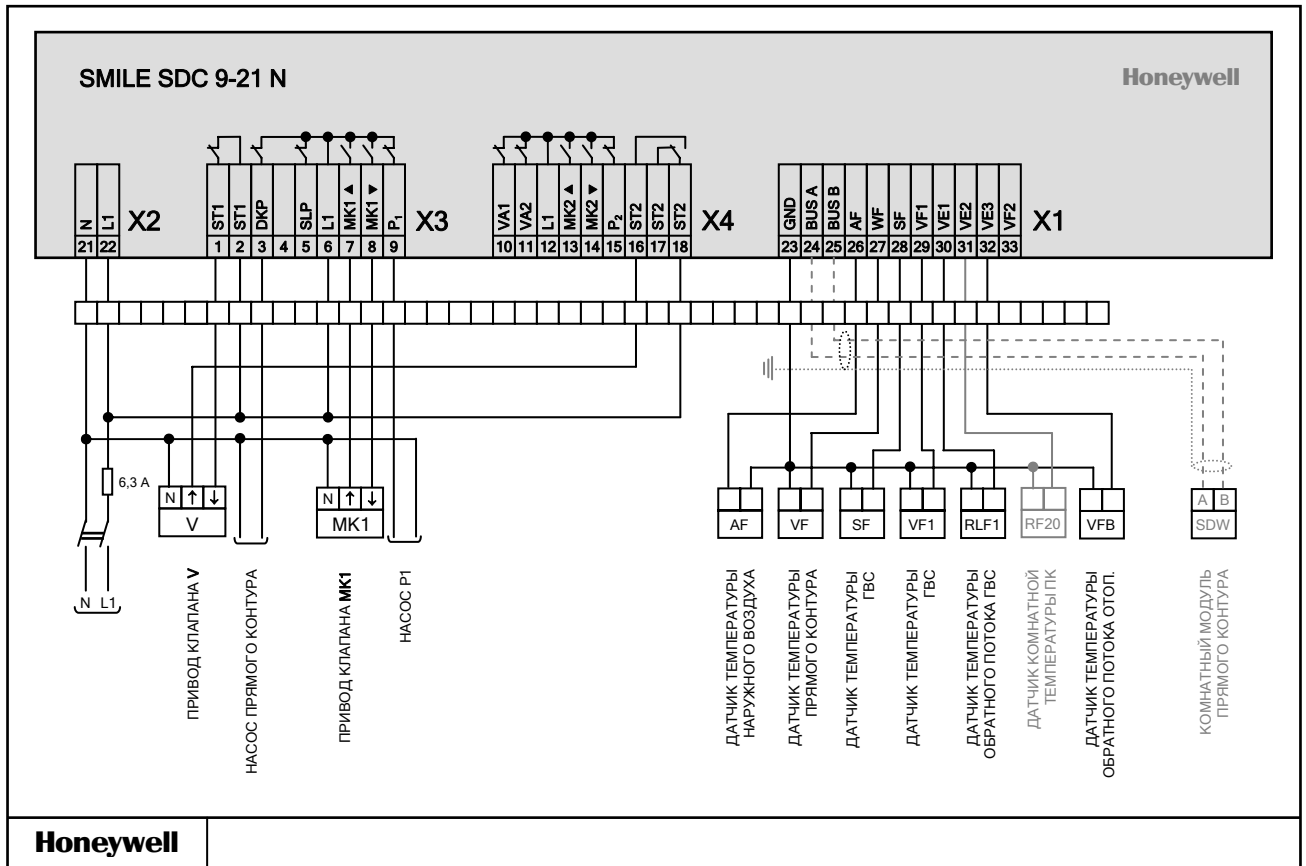 SMILE SDC 9-21 N
Honeywell
N L1 X2
21 22
ST1 ST1 DKP SLP L1 MK1 ▲ MK1 ▼ P1 X3
1 2 3 4 5 6 7 8 9
VA1 VA2 L1 MK2 ▲ MK2 ▼ P2 ST2 ST2 ST2 X4
10 11 12 13 14 15 16 17 18
GND BUS A BUS B AF WF SF VF1 VE1 VE2 VE3 VF2 X1
23 24 25 26 27 28 29 30 31 32 33
6,3 A
N ↑ ↓
V
N ↑ ↓
MK1
AF
VF
SF
VF1
RLF1
RF20
VFB
A B
SDW
N L1
ПРИВОД КЛАПАНА V
НАСОС ПРЯМОГО КОНТУРА
ПРИВОД КЛАПАНА MK1
НАСОС P1
ДАТЧИК ТЕМПЕРАТУРЫ
НАРУЖНОГО ВОЗДУХА
ДАТЧИК ТЕМПЕРАТУРЫ
ПРЯМОГО КОНТУРА
ДАТЧИК ТЕМПЕРАТУРЫ
ГВС
ДАТЧИК ТЕМПЕРАТУРЫ
ГВС
ДАТЧИК ТЕМПЕРАТУРЫ
ОБРАТНОГО ПОТОКА ГВС
ДАТЧИК КОМНАТНОЙ
ТЕМПЕРАТУРЫ ПК
ДАТЧИК ТЕМПЕРАТУРЫ
ОБРАТНОГО ПОТОКА ОТОП.
КОМНАТНЫЙ МОДУЛЬ
ПРЯМОГО КОНТУРА
Honeywell